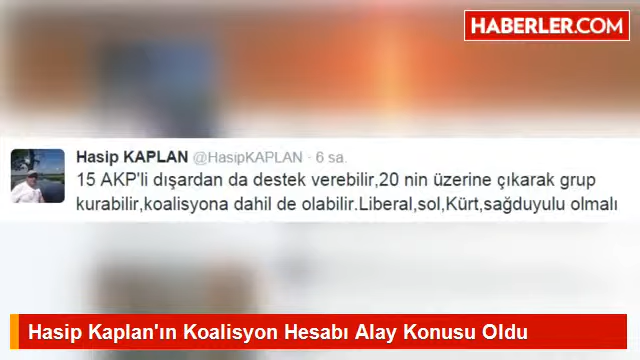 HABERLER.COM
Hasip KAPLAN @HasipKAPLAN · 6 sa.
15 AKP'li dışardan da destek verebilir,20 nin üzerine çıkarak grup
kurabilir,koalisyona dahil de olabilir.Liberal,sol,Kürt,sağduyulu olmalı
Hasip Kaplan'ın Koalisyon Hesabı Alay Konusu Oldu